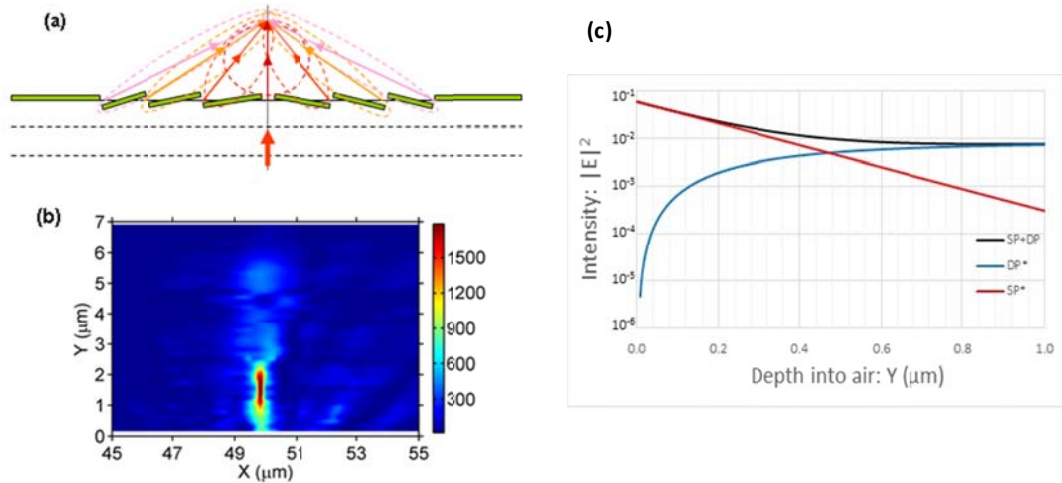 (a)
(b)
7
6
5
4
3
2
1
0
Y (μm)
45 47 49 51 53 55
X (μm)
1500
1200
900
600
300
(c)
10-1
10-2
10-5
10-4
10-5
10-6
Intensity: |E|2
SP+DP
DP*
SP*
0.0 0.2 0.4 0.6 0.8 1.0
Depth into air: Y (μm)